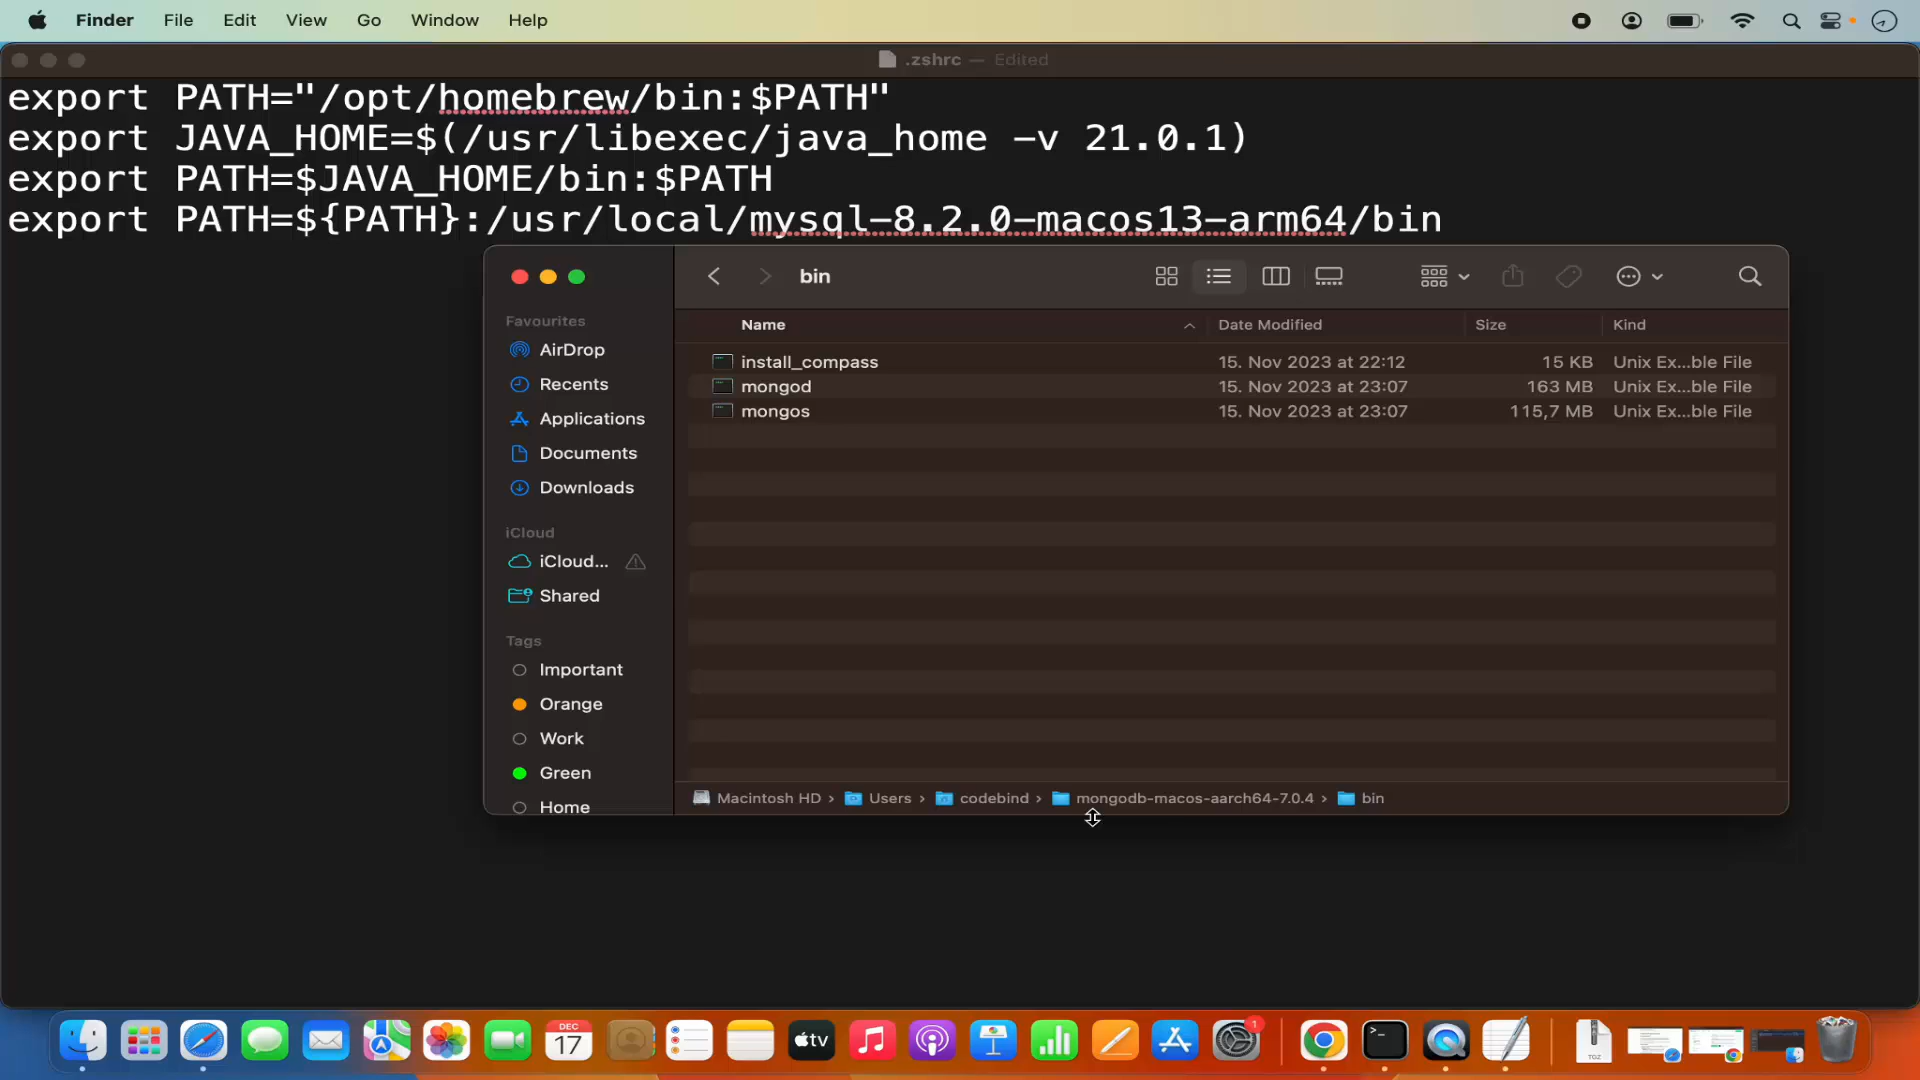 Finder File Edit View Go Window Help
.zshrc — Edited
export PATH="/opt/homebrew/bin:$PATH"
export JAVA_HOME=$(/usr/libexec/java_home –v 21.0.1)
export PATH=$JAVA_HOME/bin:$PATH
export PATH=${PATH}:/usr/local/mysql–8.2.0–macos13–arm64/bin
bin
Favourites
AirDrop
Recents
Applications
Documents
Downloads
iCloud
iCloud...
Shared
Tags
Important
Orange
Work
Green
Home
Name Date Modified Size Kind
install_compass 15. Nov 2023 at 22:12 15 KB Unix Ex...ble File
mongod 15. Nov 2023 at 23:07 163 MB Unix Ex...ble File
mongos 15. Nov 2023 at 23:07 115,7 MB Unix Ex...ble File
Macintosh HD › Users › codebind › mongodb-macos-aarch64-7.0.4 › bin
DEC
17
tv
1
TGZ